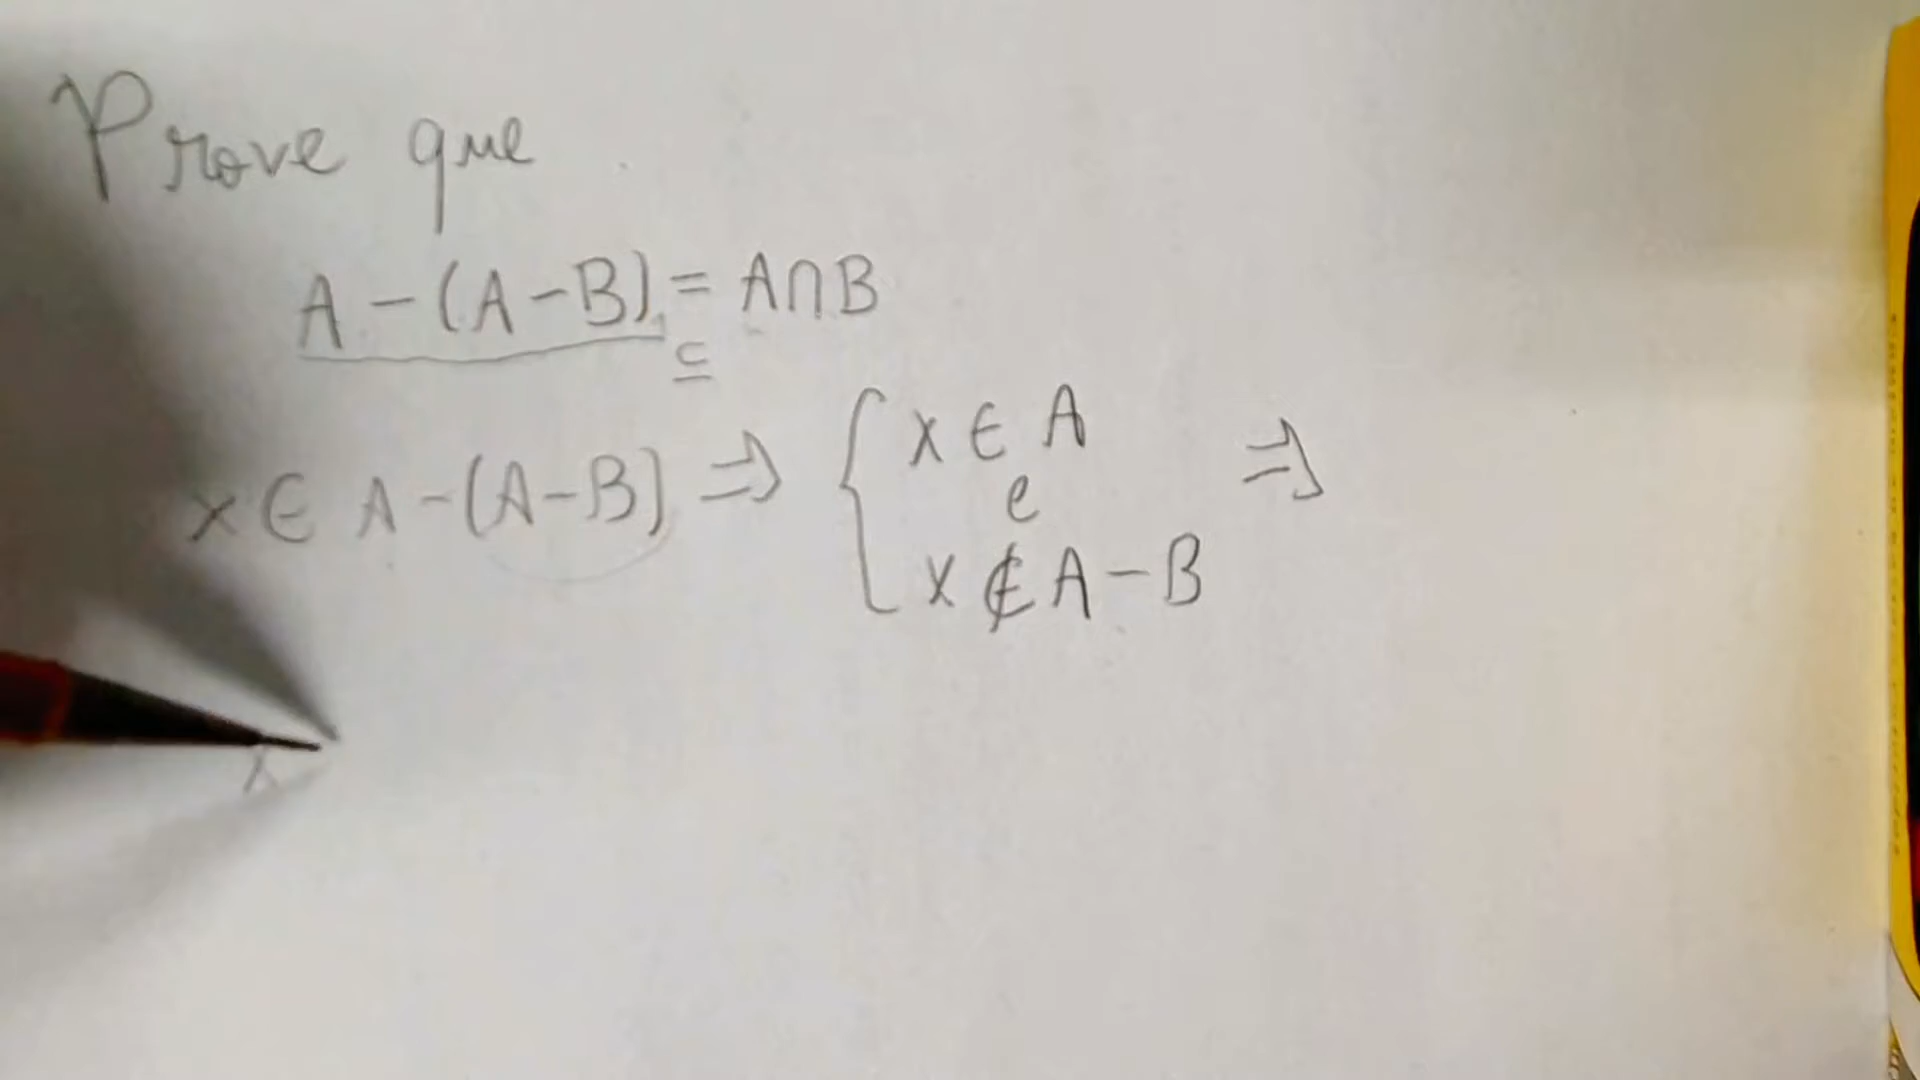 Prove que
A - (A - B) = A ∩ B
⊆
x ∈ A - (A - B) ⇒ { x ∈ A e x ∉ A - B ⇒
x